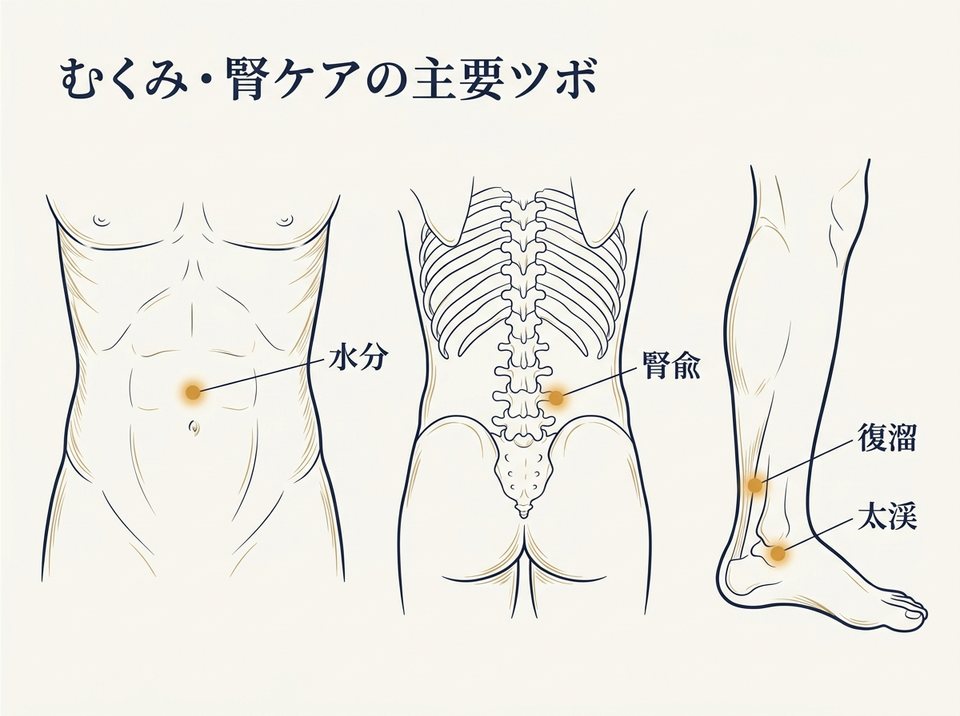 むくみ・腎ケアの主要ツボ
水分
腎兪
復溜
太渓